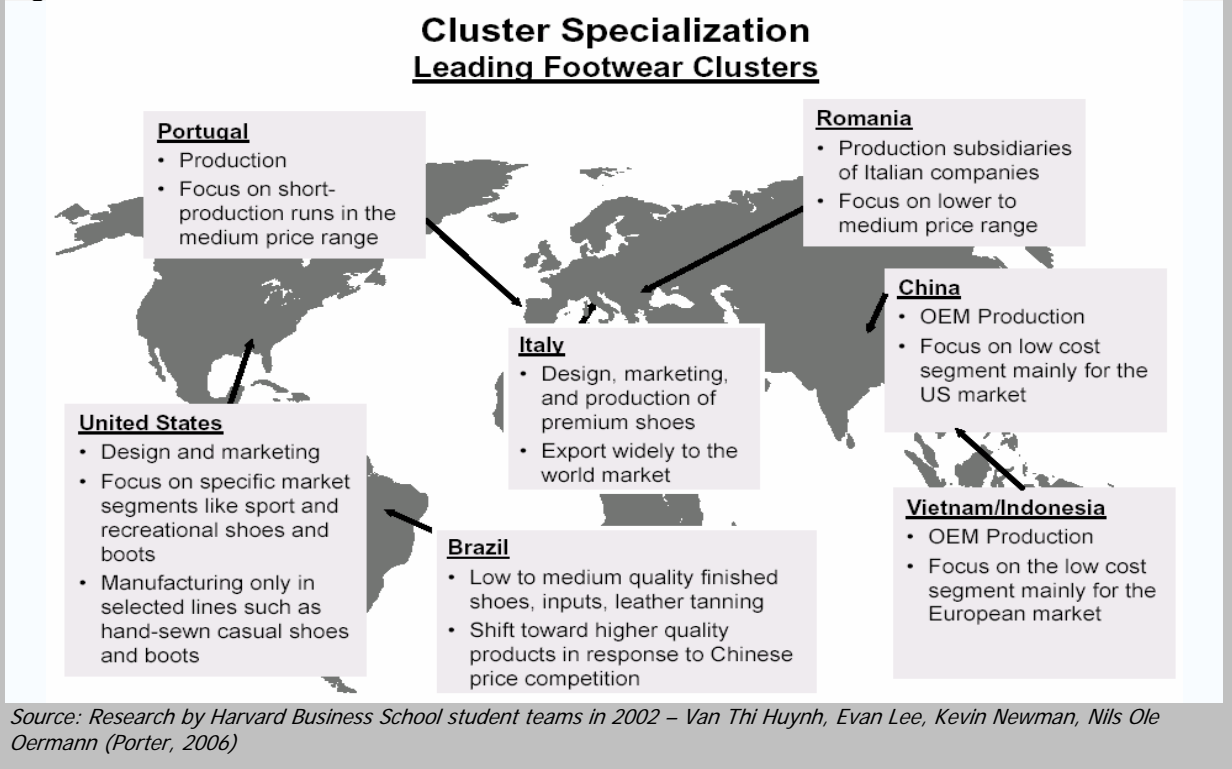 Cluster Specialization
Leading Footwear Clusters
Portugal
• Production
• Focus on short-
production runs in the
medium price range
Romania
• Production subsidiaries
of Italian companies
• Focus on lower to
medium price range
China
• OEM Production
• Focus on low cost
segment mainly for the
US market
Italy
• Design, marketing,
and production of
premium shoes
• Export widely to the
world market
United States
• Design and marketing
• Focus on specific market
segments like sport and
recreational shoes and
boots
• Manufacturing only in
selected lines such as
hand-sewn casual shoes
and boots
Brazil
• Low to medium quality finished
shoes, inputs, leather tanning
• Shift toward higher quality
products in response to Chinese
price competition
Vietnam/Indonesia
• OEM Production
• Focus on the low cost
segment mainly for the
European market
Source: Research by Harvard Business School student teams in 2002 – Van Thi Huynh, Evan Lee, Kevin Newman, Nils Ole
Oermann (Porter, 2006)